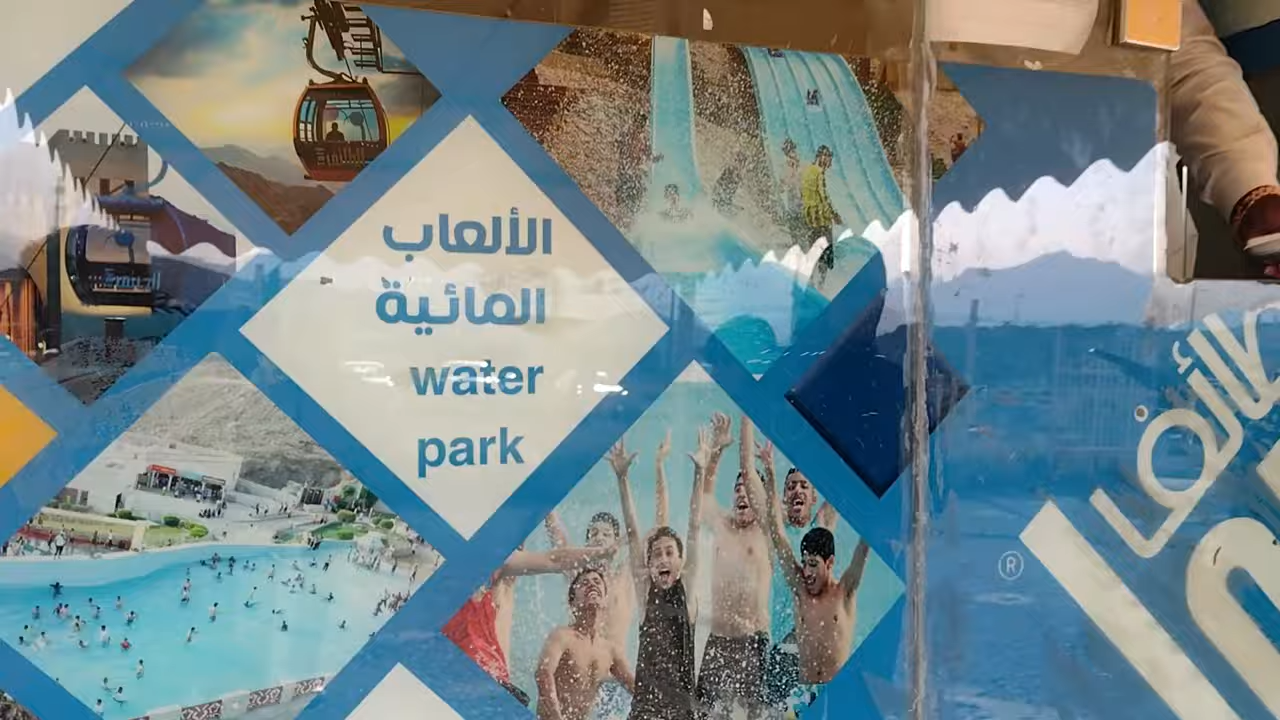 الألعاب
المائية
water
park
®